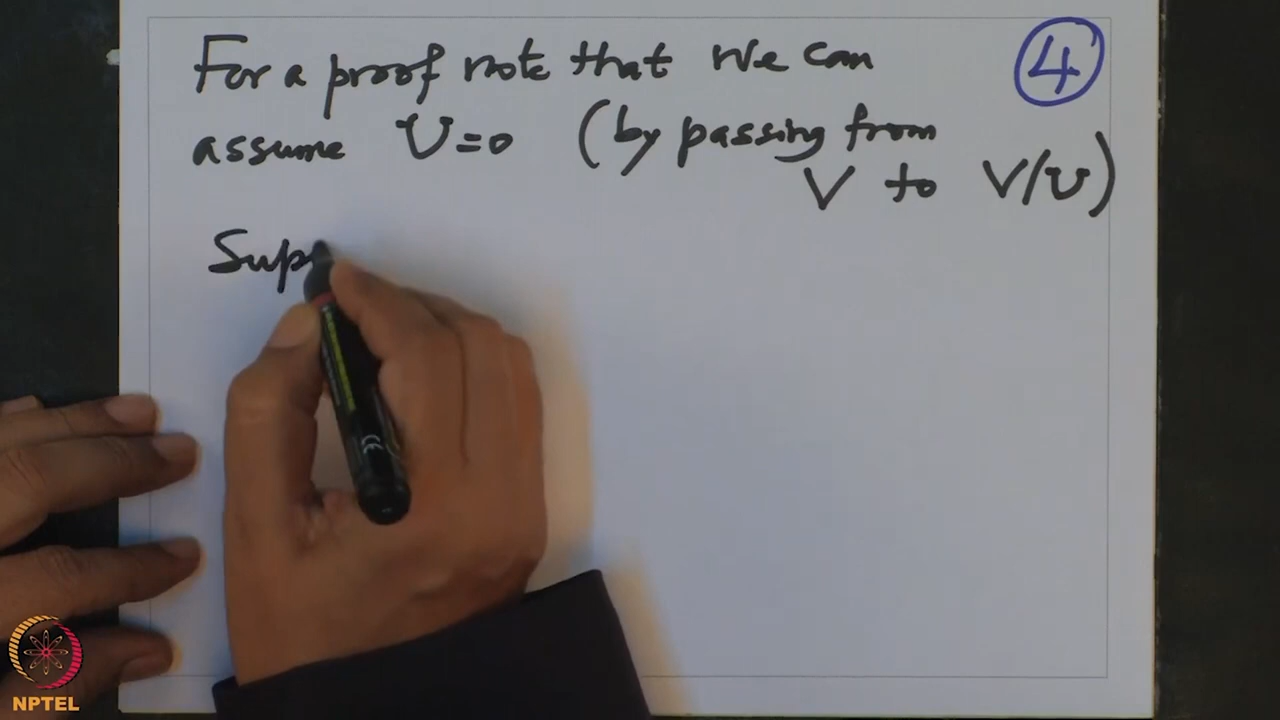 For a proof note that we can
④
assume U=0 (by passing from
V to V/U)
Sup
NPTEL